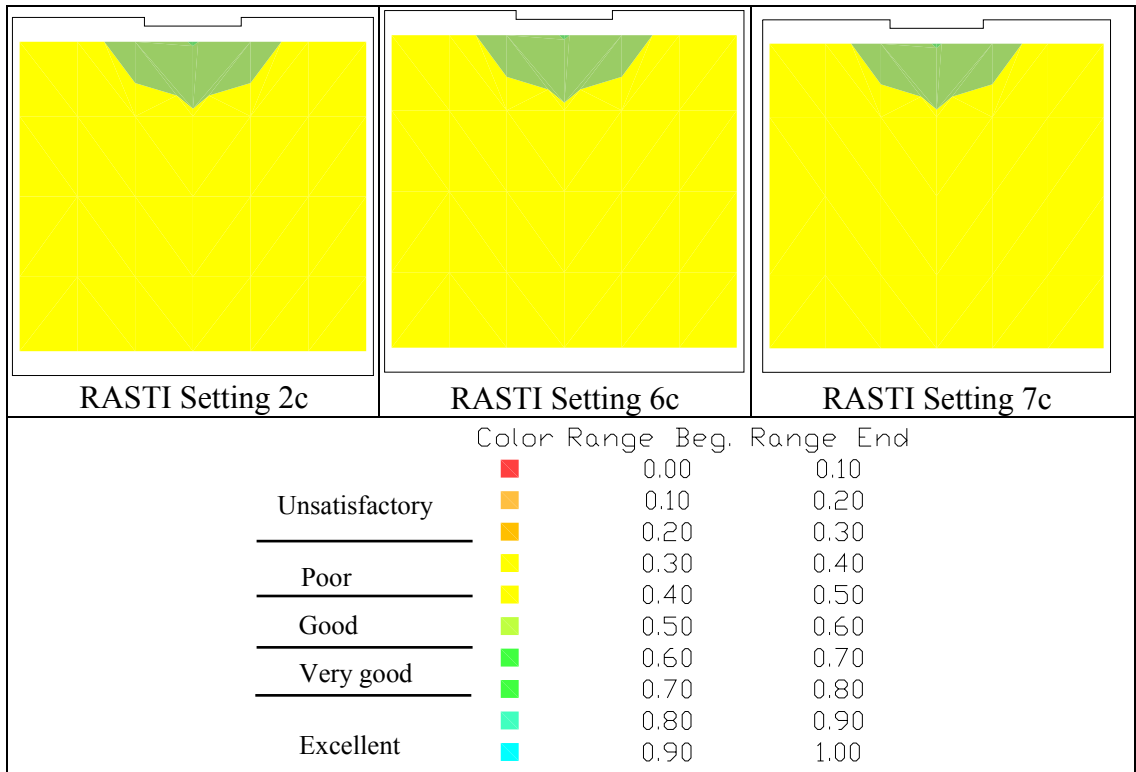 RASTI Setting 2c
RASTI Setting 6c
RASTI Setting 7c
Color Range Beg. Range End
0.00 0.10
Unsatisfactory 0.10 0.20
0.20 0.30
0.30 0.40
Poor
0.40 0.50
Good 0.50 0.60
0.60 0.70
Very good
0.70 0.80
0.80 0.90
Excellent 0.90 1.00